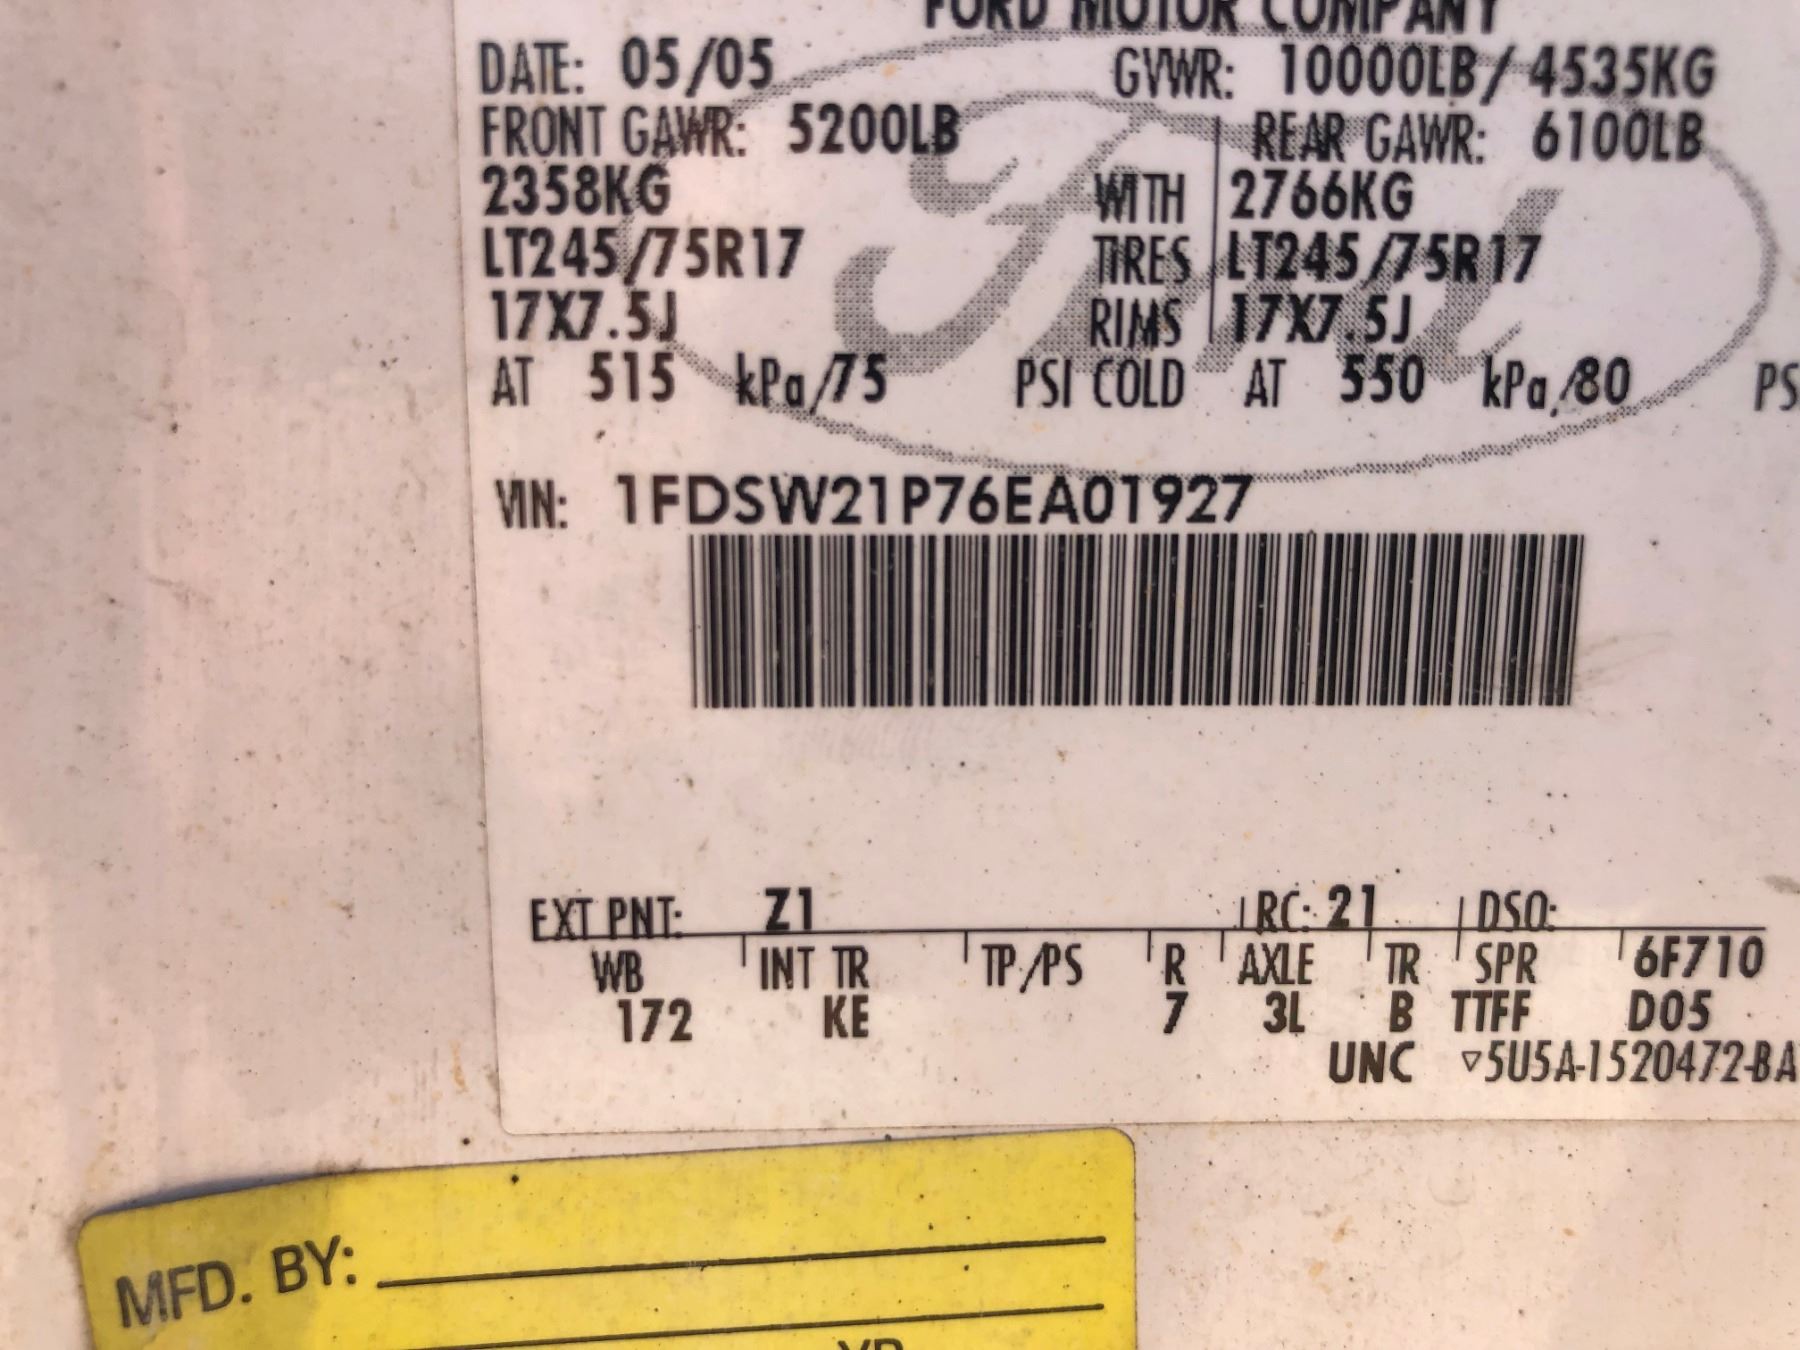 FORD MOTOR COMPANY
DATE: 05/05 GVWR: 10000LB/ 4535KG
FRONT GAWR: 5200LB REAR GAWR: 6100LB
2358KG WITH 2766KG
LT245/75R17 TIRES LT245/75R17
17X7.5J RIMS 17X7.5J
AT 515 kPa/75 PSI COLD AT 550 kPa/80 PS
VIN: 1FDSW21P76EA01927
EXT PNT: Z1 RC: 21 DSO:
WB INT TR TP/PS R AXLE TR SPR 6F710
172 KE 7 3L B TTFF D05
UNC ▽5U5A-1520472-BA
MFD. BY:
YR